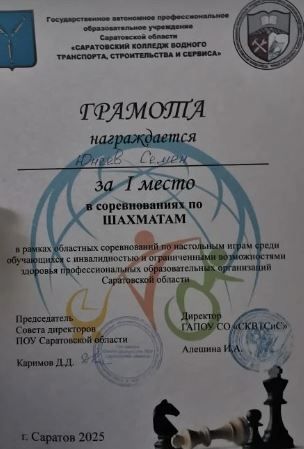 Государственное автономное профессиональное
образовательное учреждение
Саратовской области
«САРАТОВСКИЙ КОЛЛЕДЖ ВОДНОГО
ТРАНСПОРТА, СТРОИТЕЛЬСТВА И СЕРВИСА»
ГРАМОТА
награждается
Юнеев Семен
за I место
в соревнованиях по
ШАХМАТАМ
в рамках областных соревнований по настольным играм среди
обучающихся с инвалидностью и ограниченными возможностями
здоровья профессиональных образовательных организаций
Саратовской области
Председатель
Совета директоров
ПОУ Саратовской области
Каримов Д.Д.
Директор
ГАПОУ СО «СКВТСиС»
Алешина И.А.
г. Саратов 2025